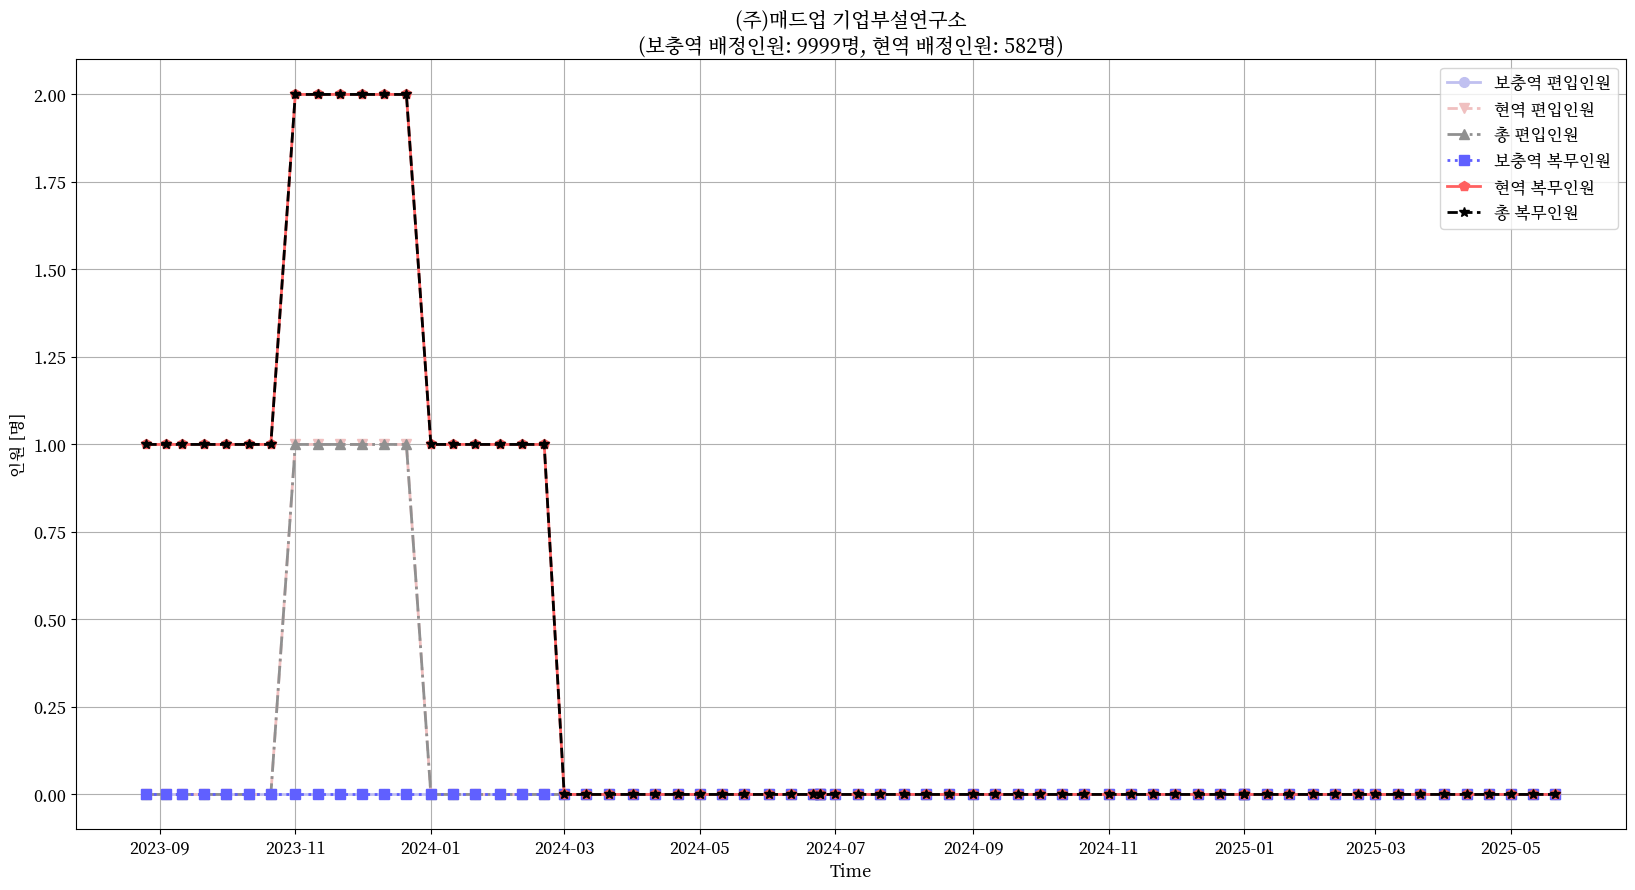 (주)매드업 기업부설연구소
(보충역 배정인원: 9999명, 현역 배정인원: 582명)
보충역 편입인원
현역 편입인원
총 편입인원
보충역 복무인원
현역 복무인원
총 복무인원
인원 [명]
2.00
1.75
1.50
1.25
1.00
0.75
0.50
0.25
0.00
2023-09 2023-11 2024-01 2024-03 2024-05 2024-07 2024-09 2024-11 2025-01 2025-03 2025-05
Time